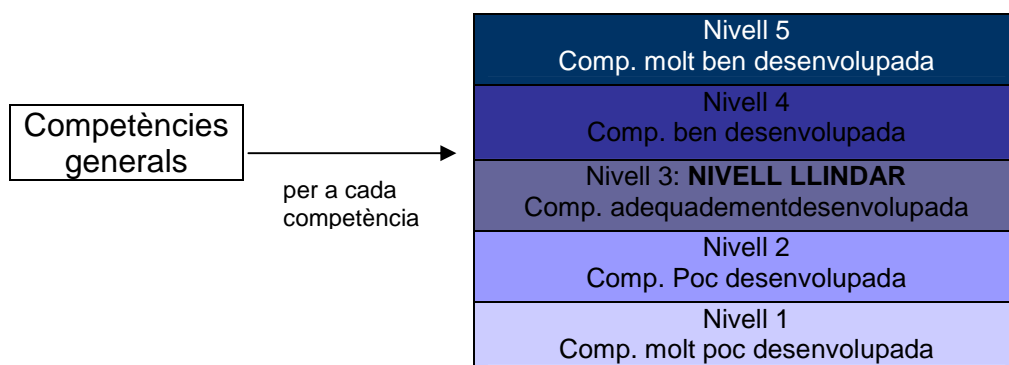 Competències
generals
per a cada
competència
Nivell 5
Comp. molt ben desenvolupada
Nivell 4
Comp. ben desenvolupada
Nivell 3: NIVELL LLINDAR
Comp. adequadementdesenvolupada
Nivell 2
Comp. Poc desenvolupada
Nivell 1
Comp. molt poc desenvolupada